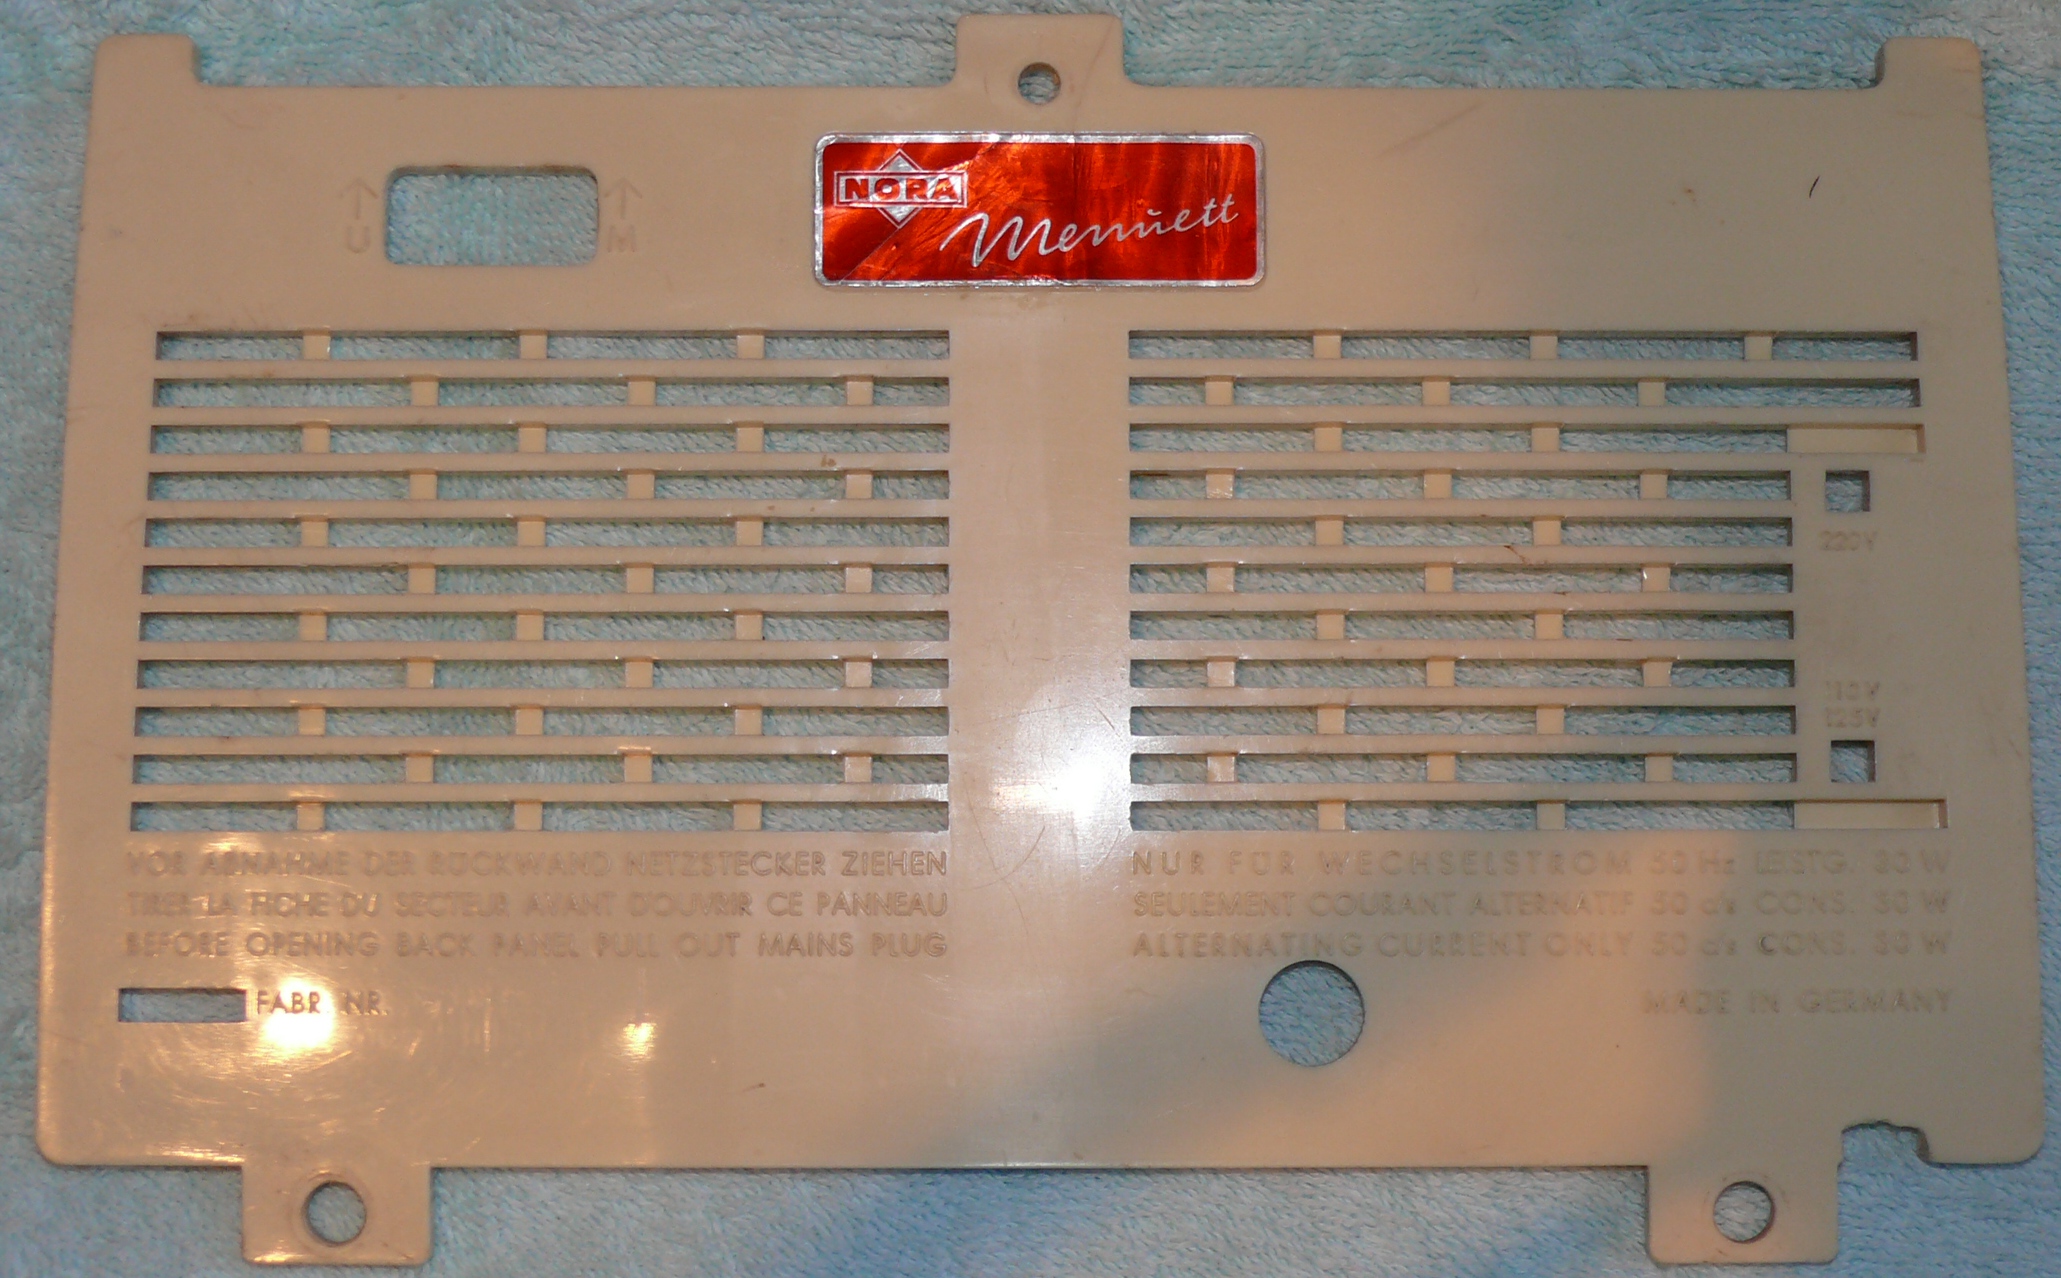 U
M
NORA
Menuett
220V
110V
125V
VOR ABNAHME DER RÜCKWAND NETZSTECKER ZIEHEN
TIRER LA FICHE DU SECTEUR AVANT D'OUVRIR CE PANNEAU
BEFORE OPENING BACK PANEL PULL OUT MAINS PLUG
FABR. NR.
NUR FÜR WECHSELSTROM 50 Hz LEISTG. 30 W
SEULEMENT COURANT ALTERNATIF 50 c/s CONS. 30 W
ALTERNATING CURRENT ONLY 50 c/s CONS. 30 W
MADE IN GERMANY